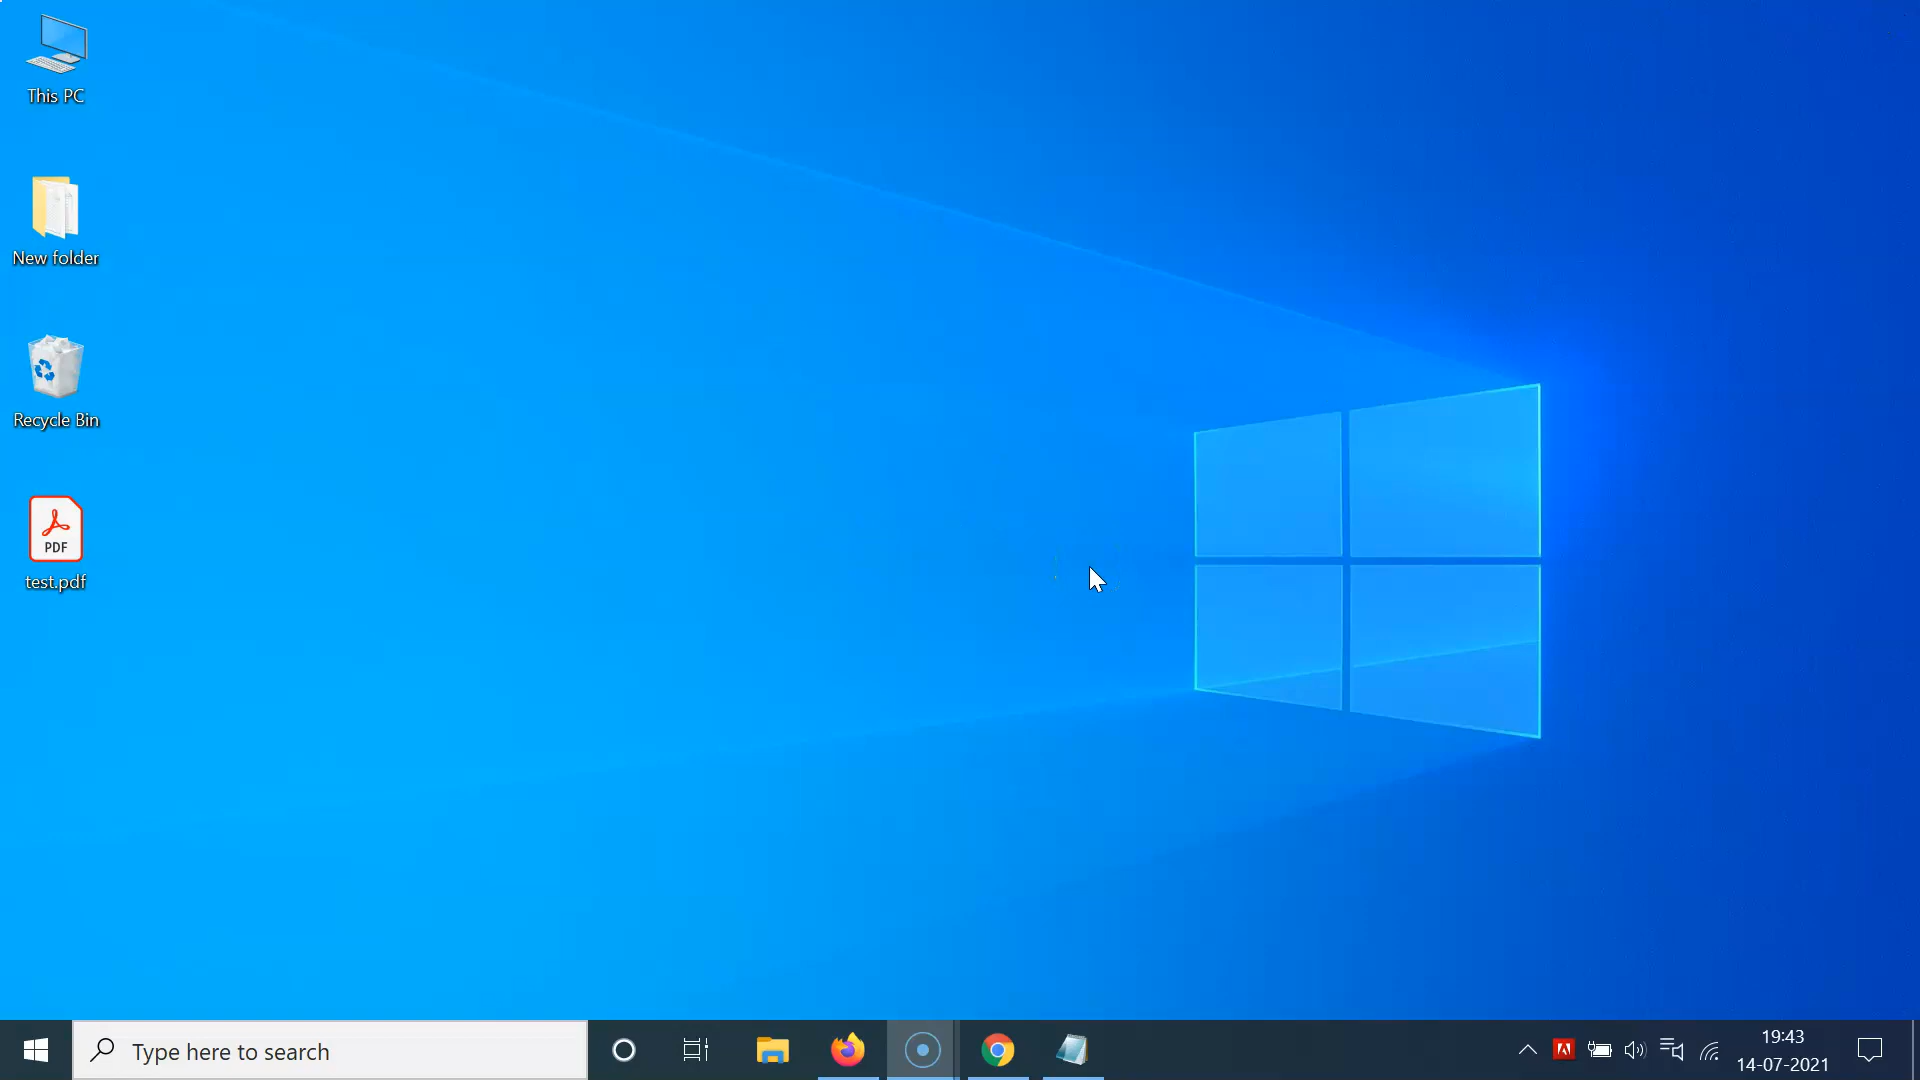 This PC
New folder
Recycle Bin
PDF
test.pdf
Type here to search
19:43
14-07-2021